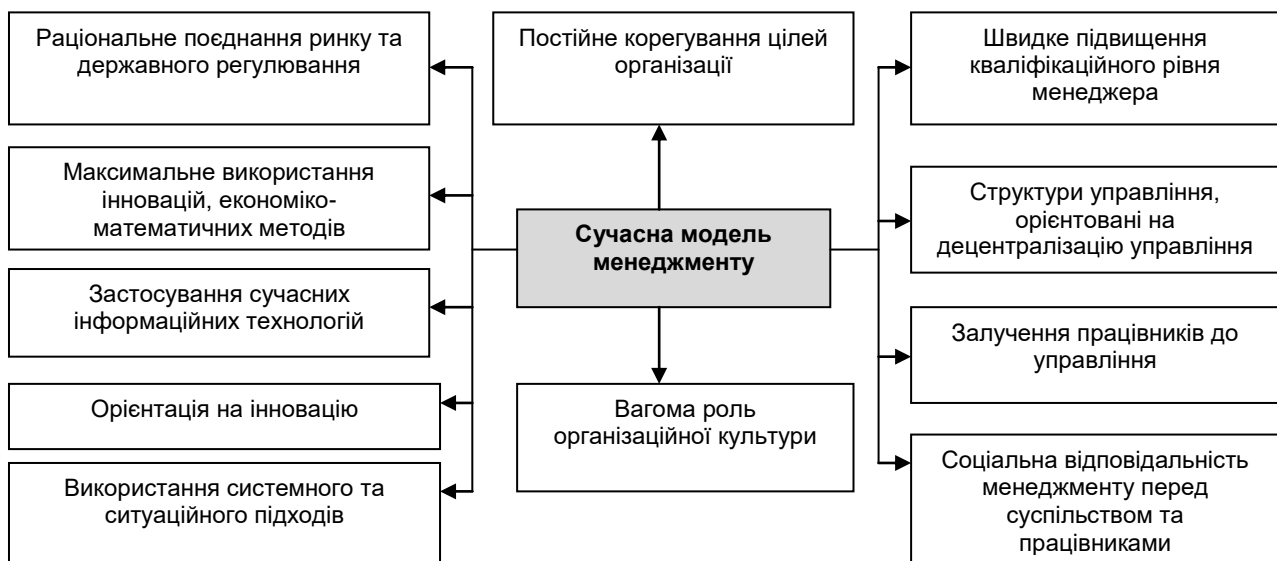 Раціональне поєднання ринку та
державного регулювання
Максимальне використання
інновацій, економіко-
математичних методів
Застосування сучасних
інформаційних технологій
Орієнтація на інновацію
Використання системного та
ситуаційного підходів
Постійне корегування цілей
організації
Сучасна модель
менеджменту
Вагома роль
організаційної культури
Швидке підвищення
кваліфікаційного рівня
менеджера
Структури управління,
орієнтовані на
децентралізацію управління
Залучення працівників до
управління
Соціальна відповідальність
менеджменту перед
суспільством та
працівниками